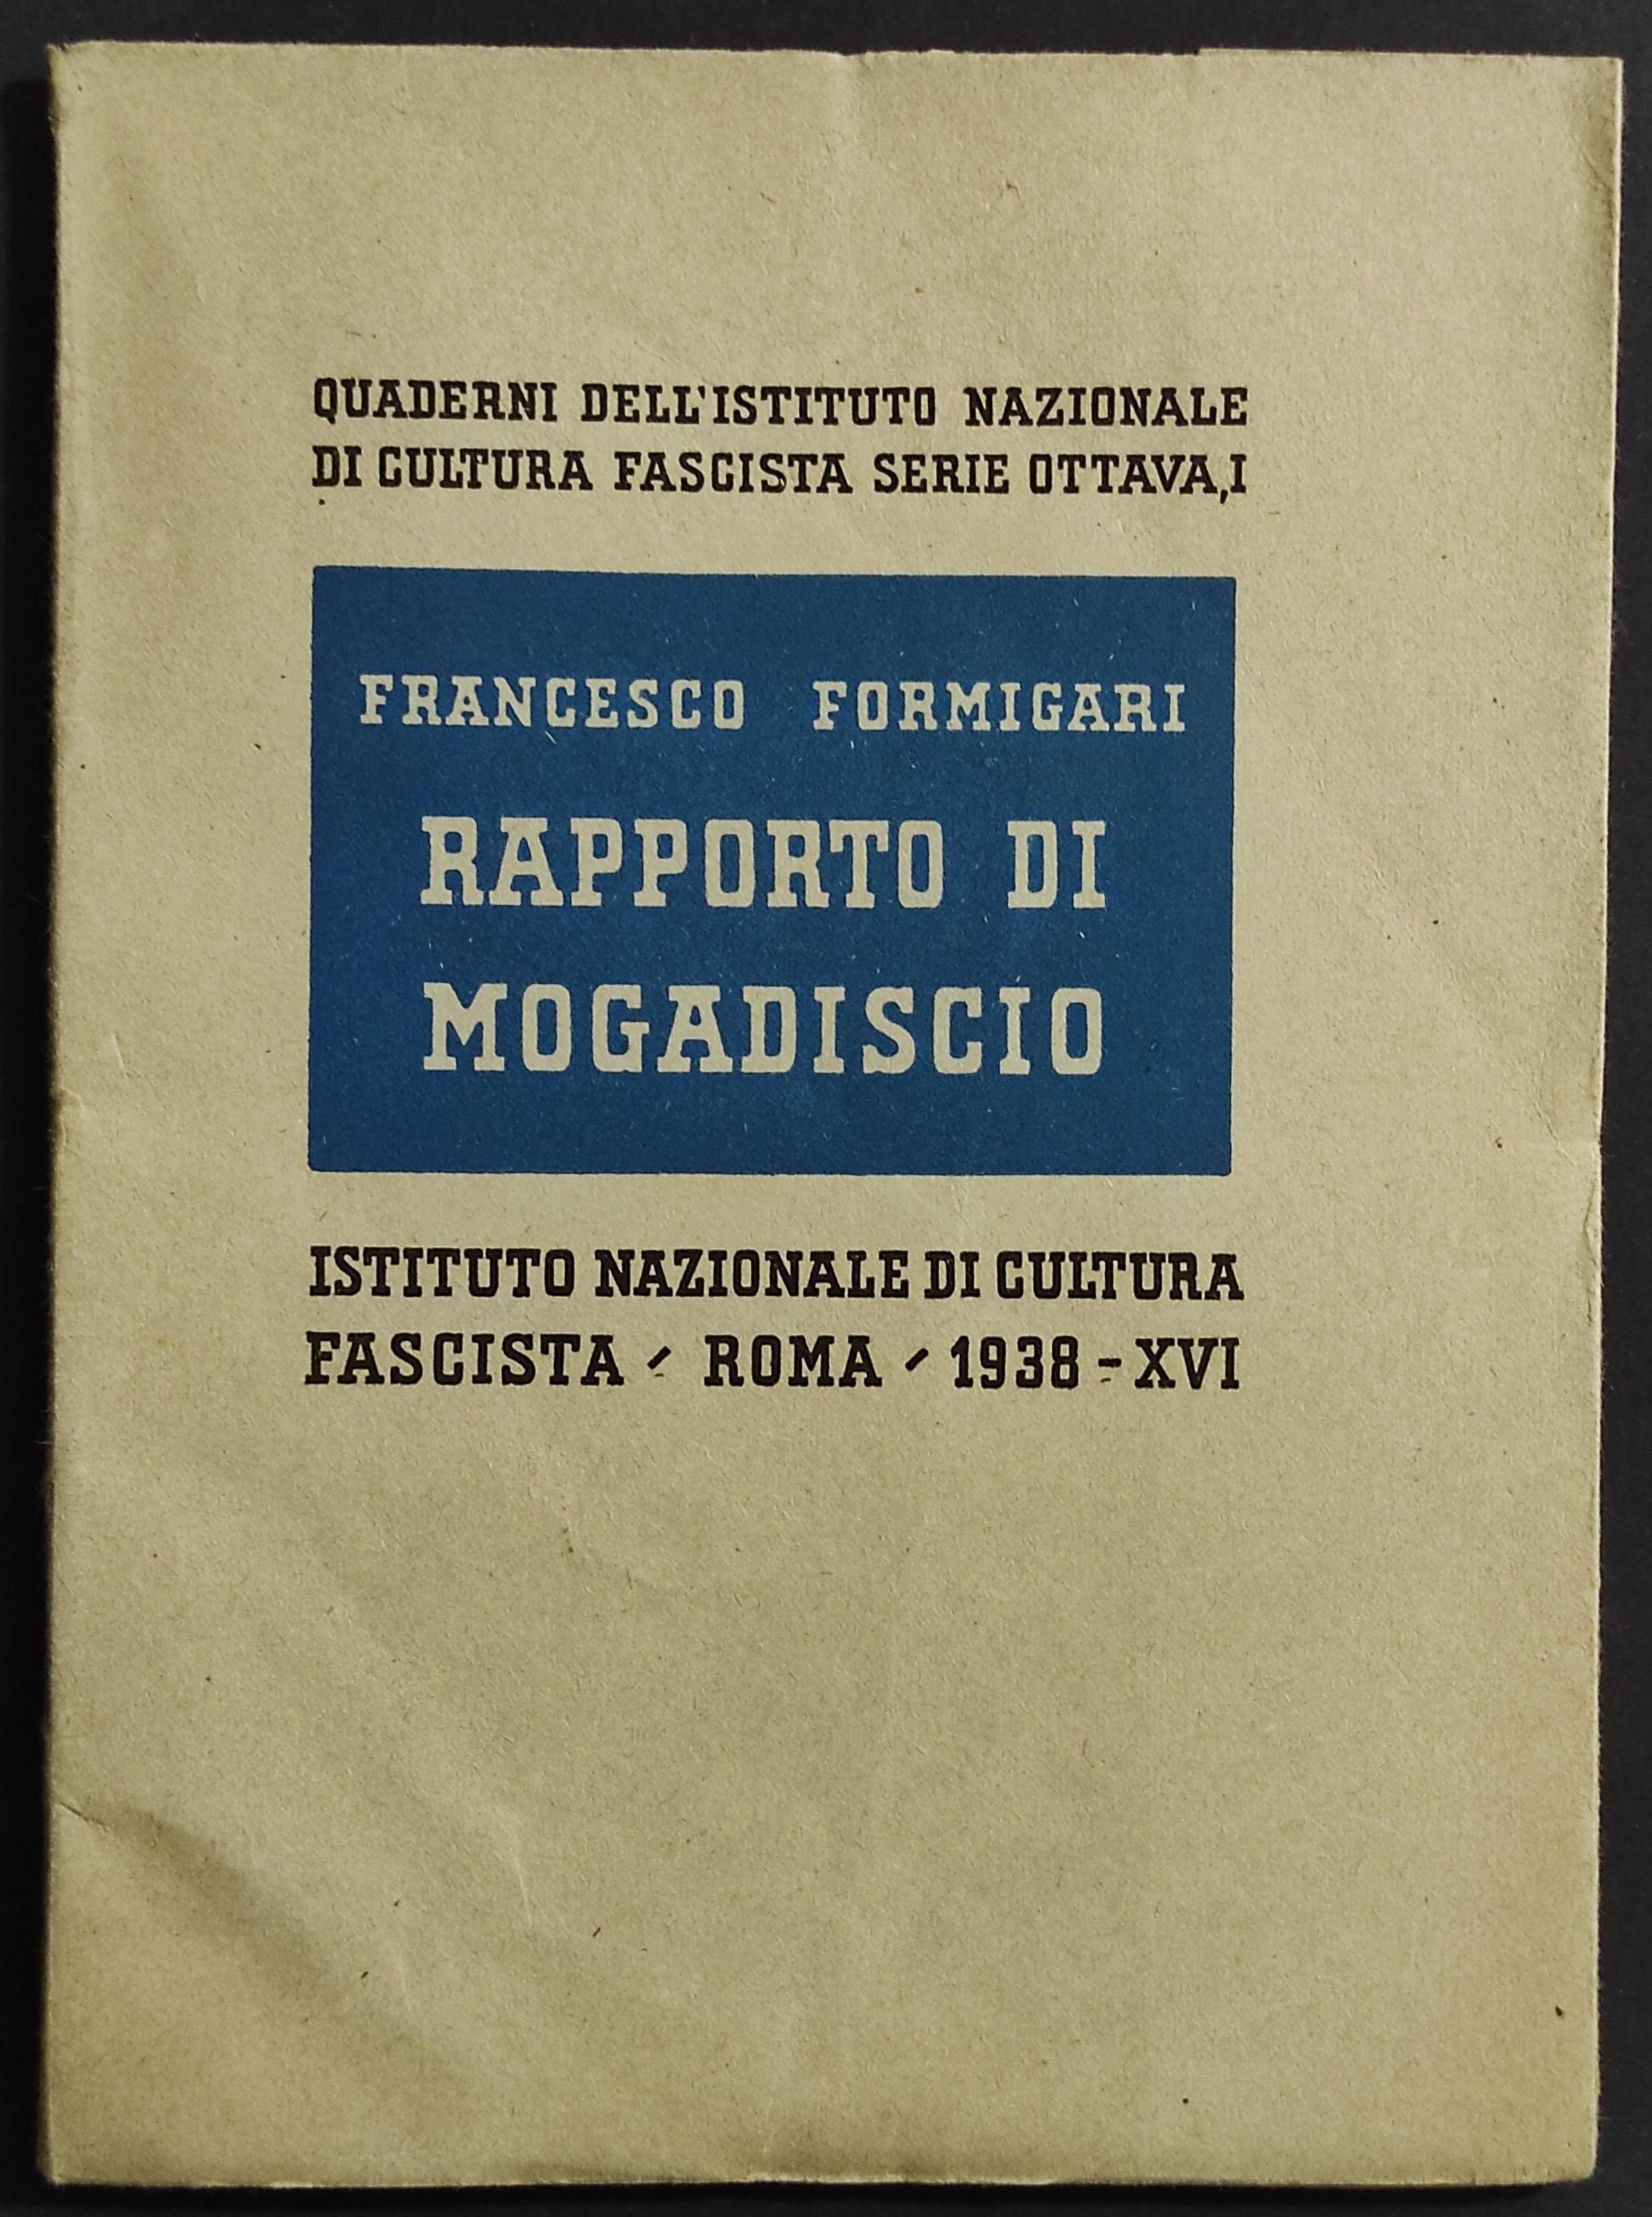 QUADERNI DELL'ISTITUTO NAZIONALE
DI CULTURA FASCISTA SERIE OTTAVA, I
FRANCESCO FORMIGARI
RAPPORTO DI
MOGADISCIO
ISTITUTO NAZIONALE DI CULTURA
FASCISTA - ROMA - 1938 - XVI